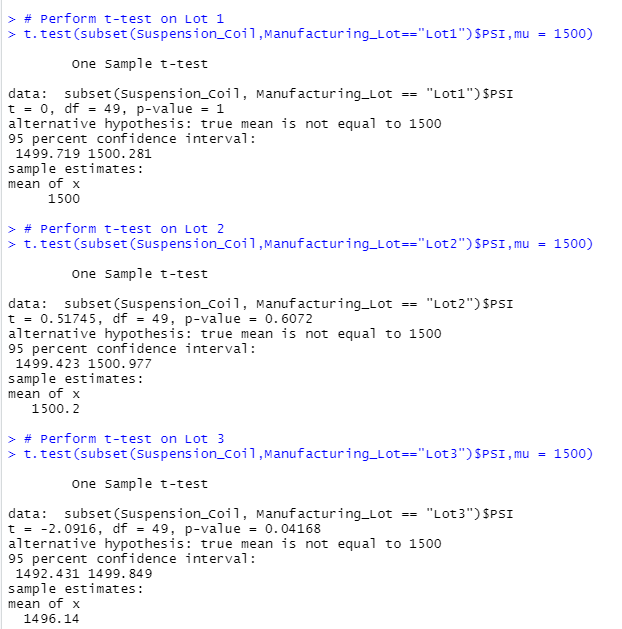 > # Perform t-test on Lot 1
> t.test(subset(Suspension_Coil,Manufacturing_Lot=="Lot1")$PSI,mu = 1500)
One Sample t-test
data:  subset(Suspension_Coil, Manufacturing_Lot == "Lot1")$PSI
t = 0, df = 49, p-value = 1
alternative hypothesis: true mean is not equal to 1500
95 percent confidence interval:
1499.719 1500.281
sample estimates:
mean of x
1500
> # Perform t-test on Lot 2
> t.test(subset(Suspension_Coil,Manufacturing_Lot=="Lot2")$PSI,mu = 1500)
One Sample t-test
data:  subset(Suspension_Coil, Manufacturing_Lot == "Lot2")$PSI
t = 0.51745, df = 49, p-value = 0.6072
alternative hypothesis: true mean is not equal to 1500
95 percent confidence interval:
1499.423 1500.977
sample estimates:
mean of x
1500.2
> # Perform t-test on Lot 3
> t.test(subset(Suspension_Coil,Manufacturing_Lot=="Lot3")$PSI,mu = 1500)
One Sample t-test
data:  subset(Suspension_Coil, Manufacturing_Lot == "Lot3")$PSI
t = -2.0916, df = 49, p-value = 0.04168
alternative hypothesis: true mean is not equal to 1500
95 percent confidence interval:
1492.431 1499.849
sample estimates:
mean of x
1496.14